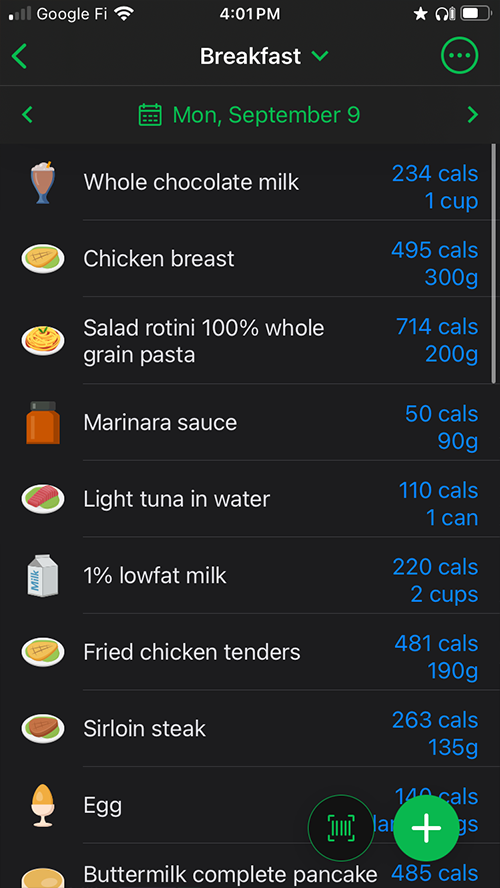 Google Fi 4:01PM
Breakfast
Mon, September 9
Whole chocolate milk 234 cals
1 cup
Chicken breast 495 cals
300g
Salad rotini 100% whole 714 cals
grain pasta 200g
Marinara sauce 50 cals
90g
Light tuna in water 110 cals
1 can
1% lowfat milk 220 cals
Milk 2 cups
Fried chicken tenders 481 cals
190g
Sirloin steak 263 cals
135g
Egg 140 cals
Buttermilk complete pancake 485 cals